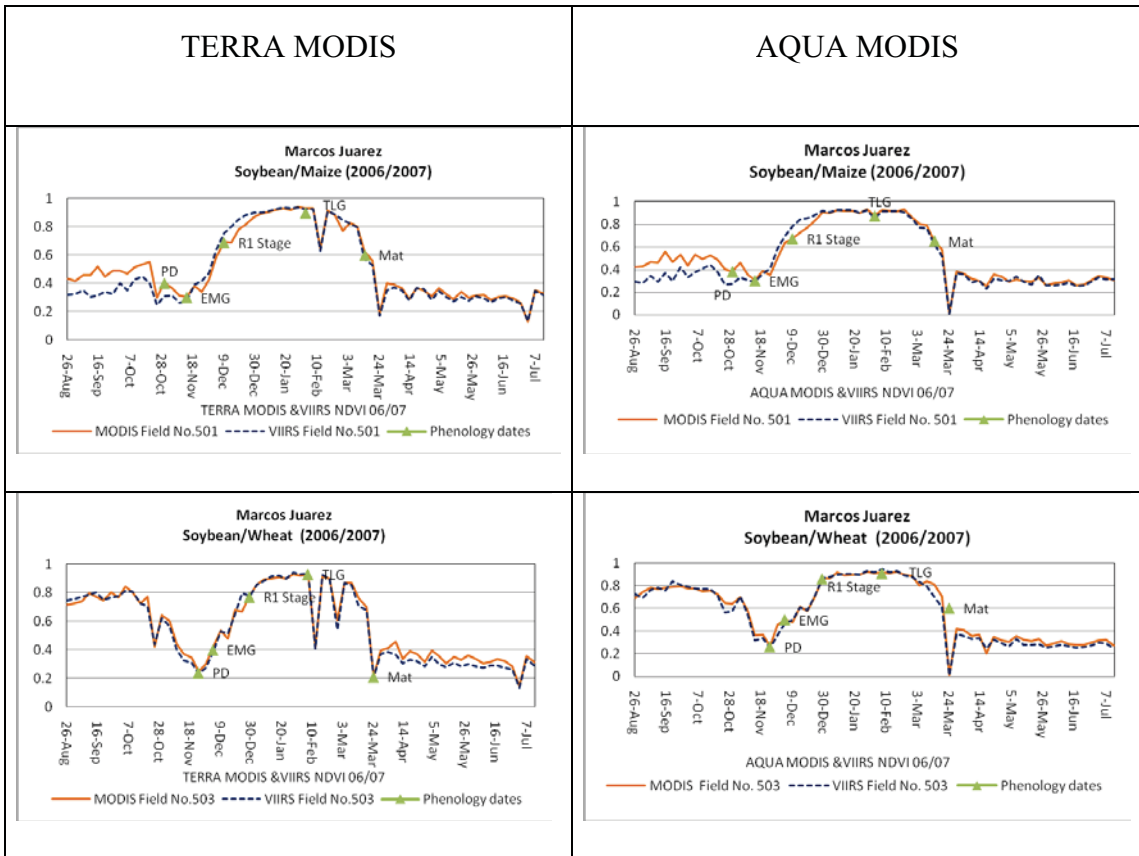 TERRA MODIS
AQUA MODIS
Marcos Juarez
Soybean/Maize (2006/2007)
1
0.8
0.6
0.4
0.2
0
TLG
R1 Stage
Mat
PD
EMG
26-Aug
16-Sep
7-Oct
28-Oct
18-Nov
9-Dec
30-Dec
20-Jan
10-Feb
3-Mar
24-Mar
14-Apr
5-May
26-May
16-Jun
7-Jul
TERRA MODIS &VIIRS NDVI 06/07
MODIS Field No.501 VIIRS Field No.501 Phenology dates
Marcos Juarez
Soybean/Maize (2006/2007)
1
0.8
0.6
0.4
0.2
0
TLG
R1 Stage
Mat
EMG
PD
26-Aug
16-Sep
7-Oct
28-Oct
18-Nov
9-Dec
30-Dec
20-Jan
10-Feb
3-Mar
24-Mar
14-Apr
5-May
26-May
16-Jun
7-Jul
AQUA MODIS &VIIRS NDVI 06/07
MODIS Field No. 501 VIIRS Field No. 501 Phenology dates
Marcos Juarez
Soybean/Wheat (2006/2007)
1
0.8
0.6
0.4
0.2
0
TLG
R1 Stage
EMG
PD
Mat
26-Aug
16-Sep
7-Oct
28-Oct
18-Nov
9-Dec
30-Dec
20-Jan
10-Feb
3-Mar
24-Mar
14-Apr
5-May
26-May
16-Jun
7-Jul
TERRA MODIS &VIIRS NDVI 06/07
MODIS Field No.503 VIIRS Field No.503 Phenology dates
Marcos Juarez
Soybean/Wheat (2006/2007)
1
0.8
0.6
0.4
0.2
0
TLG
R1 Stage
Mat
EMG
PD
26-Aug
16-Sep
7-Oct
28-Oct
18-Nov
9-Dec
30-Dec
20-Jan
10-Feb
3-Mar
24-Mar
14-Apr
5-May
26-May
16-Jun
7-Jul
AQUA MODIS &VIIRS NDVI 06/07
MODIS Field No. 503 VIIRS Field No. 503 Phenology dates